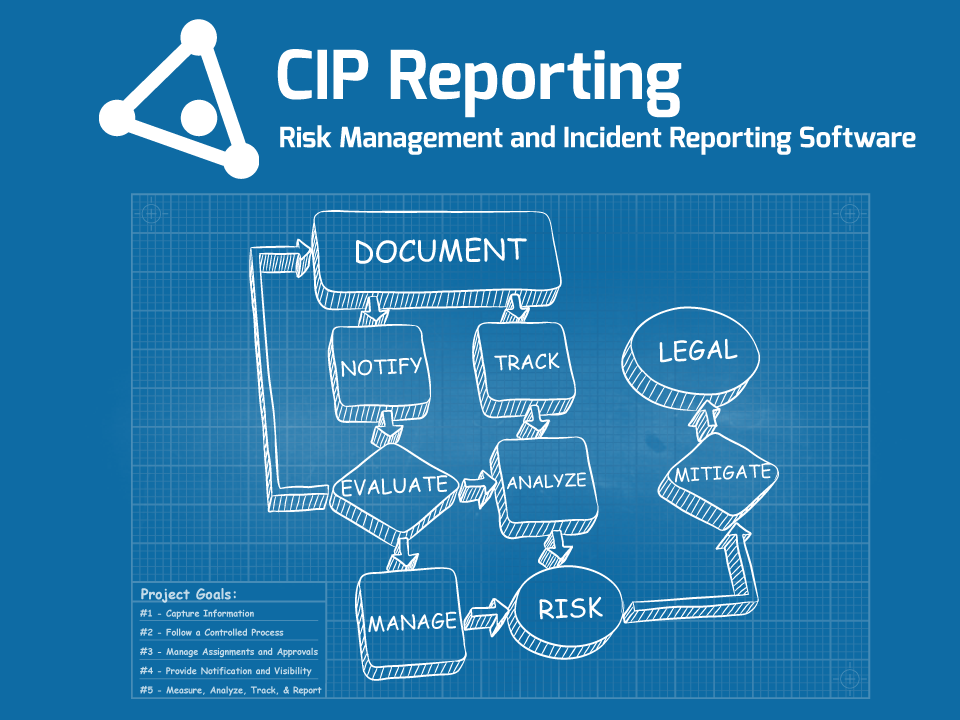 CIP Reporting
Risk Management and Incident Reporting Software
DOCUMENT
NOTIFY
TRACK
LEGAL
EVALUATE
ANALYZE
MITIGATE
MANAGE
RISK
Project Goals:
#1 - Capture Information
#2 - Follow a Controlled Process
#3 - Manage Assignments and Approvals
#4 - Provide Notification and Visibility
#5 - Measure, Analyze, Track, & Report